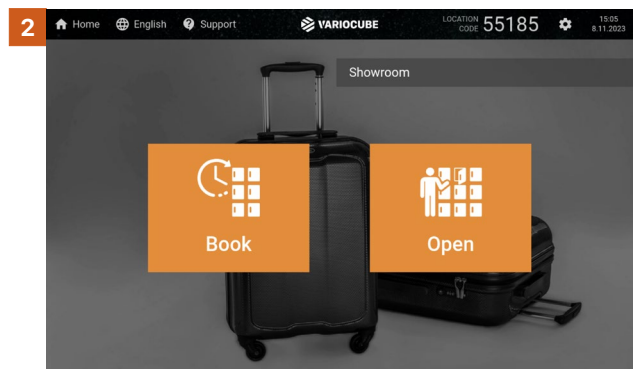 2
Home English Support VARIOCUBE LOCATION CODE 55185 15:05
8.11.2023
Showroom
Book Open